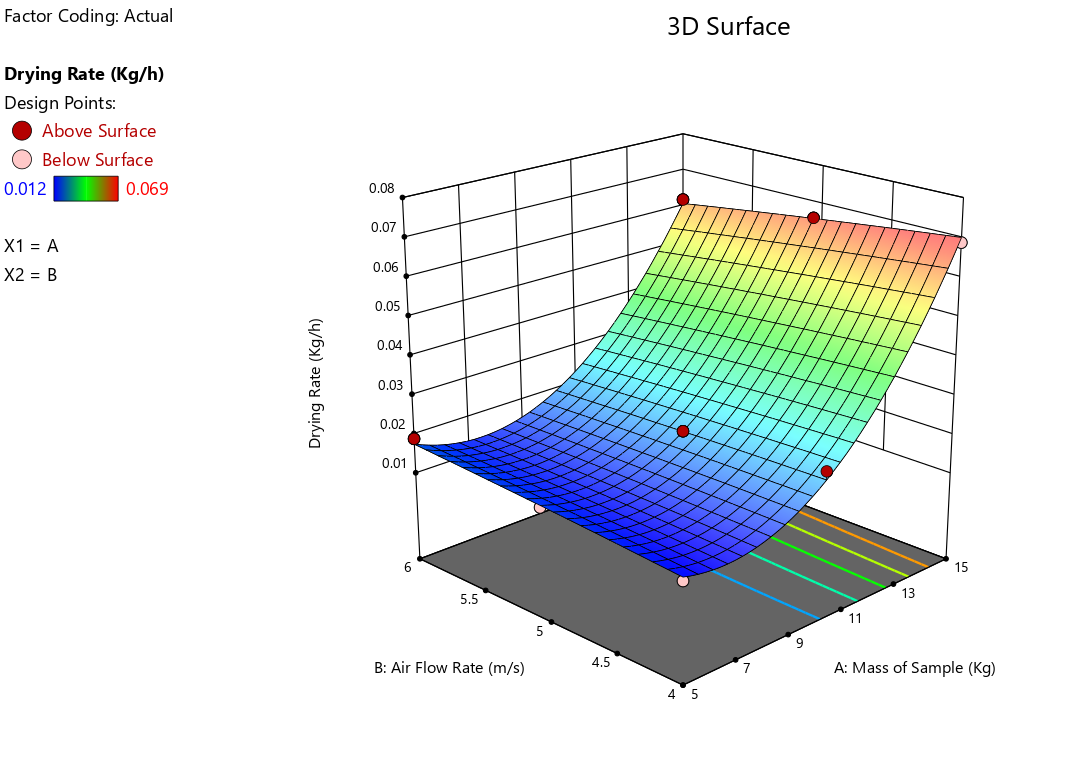 Factor Coding: Actual
3D Surface
Drying Rate (Kg/h)
Design Points:
Above Surface
Below Surface
0.012 0.069
X1 = A
X2 = B
0.08
0.07
0.06
0.05
0.04
0.03
0.02
0.01
Drying Rate (Kg/h)
6
5.5
5
4.5
4
5
7
9
11
13
15
B: Air Flow Rate (m/s)
A: Mass of Sample (Kg)